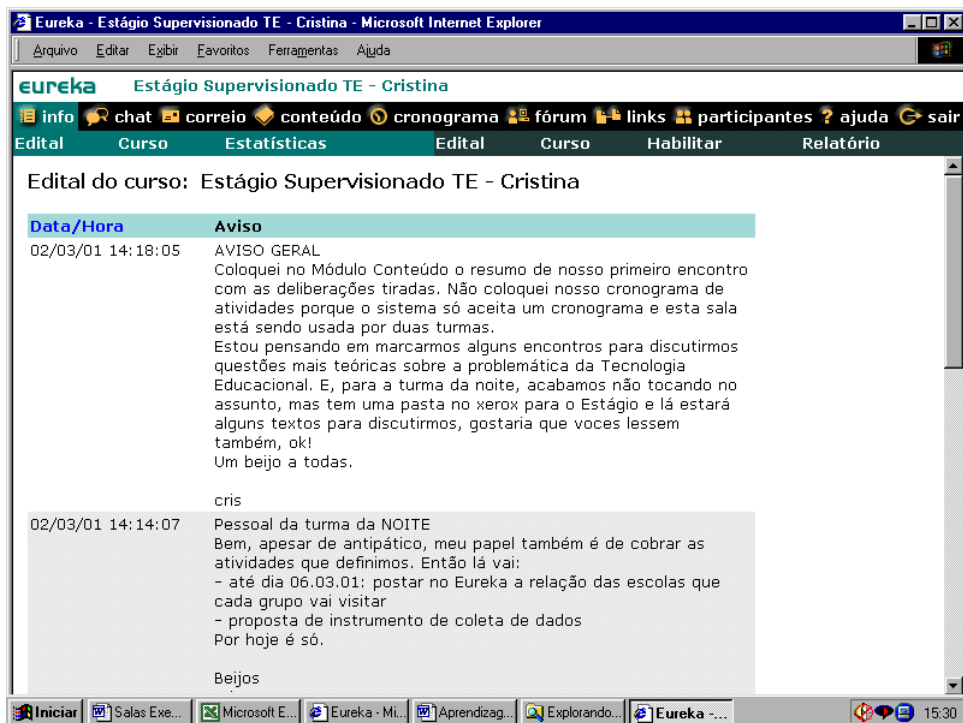 Eureka - Estágio Supervisionado TE - Cristina - Microsoft Internet Explorer
Arquivo Editar Exibir Favoritos Ferramentas Ajuda
eureka Estágio Supervisionado TE - Cristina
info chat correio conteúdo cronograma fórum links participantes ? ajuda sair
Edital Curso Estatísticas Edital Curso Habilitar Relatório
Edital do curso: Estágio Supervisionado TE - Cristina
Data/Hora Aviso
02/03/01 14:18:05 AVISO GERAL
Coloquei no Módulo Conteúdo o resumo de nosso primeiro encontro
com as deliberações tiradas. Não coloquei nosso cronograma de
atividades porque o sistema só aceita um cronograma e esta sala
está sendo usada por duas turmas.
Estou pensando em marcarmos alguns encontros para discutirmos
questões mais teóricas sobre a problemática da Tecnologia
Educacional. E, para a turma da noite, acabamos não tocando no
assunto, mas tem uma pasta no xerox para o Estágio e lá estará
alguns textos para discutirmos, gostaria que voces lessem
também, ok!
Um beijo a todas.
cris
02/03/01 14:14:07 Pessoal da turma da NOITE
Bem, apesar de antipático, meu papel também é de cobrar as
atividades que definimos. Então lá vai:
- até dia 06.03.01: postar no Eureka a relação das escolas que
cada grupo vai visitar
- proposta de instrumento de coleta de dados
Por hoje é só.
Beijos
Iniciar Salas Exe... Microsoft E... Eureka - Mi... Aprendizag... Explorando... Eureka -... 15:30